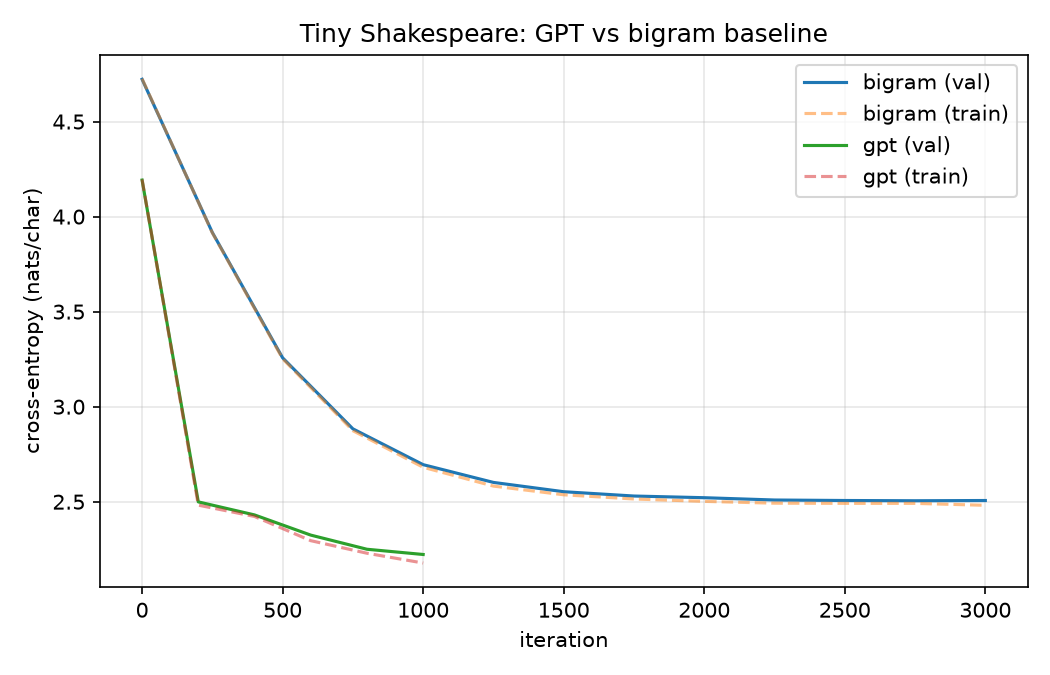 Tiny Shakespeare: GPT vs bigram baseline
bigram (val)
bigram (train)
gpt (val)
gpt (train)
cross-entropy (nats/char)
4.5
4.0
3.5
3.0
2.5
0 500 1000 1500 2000 2500 3000
iteration